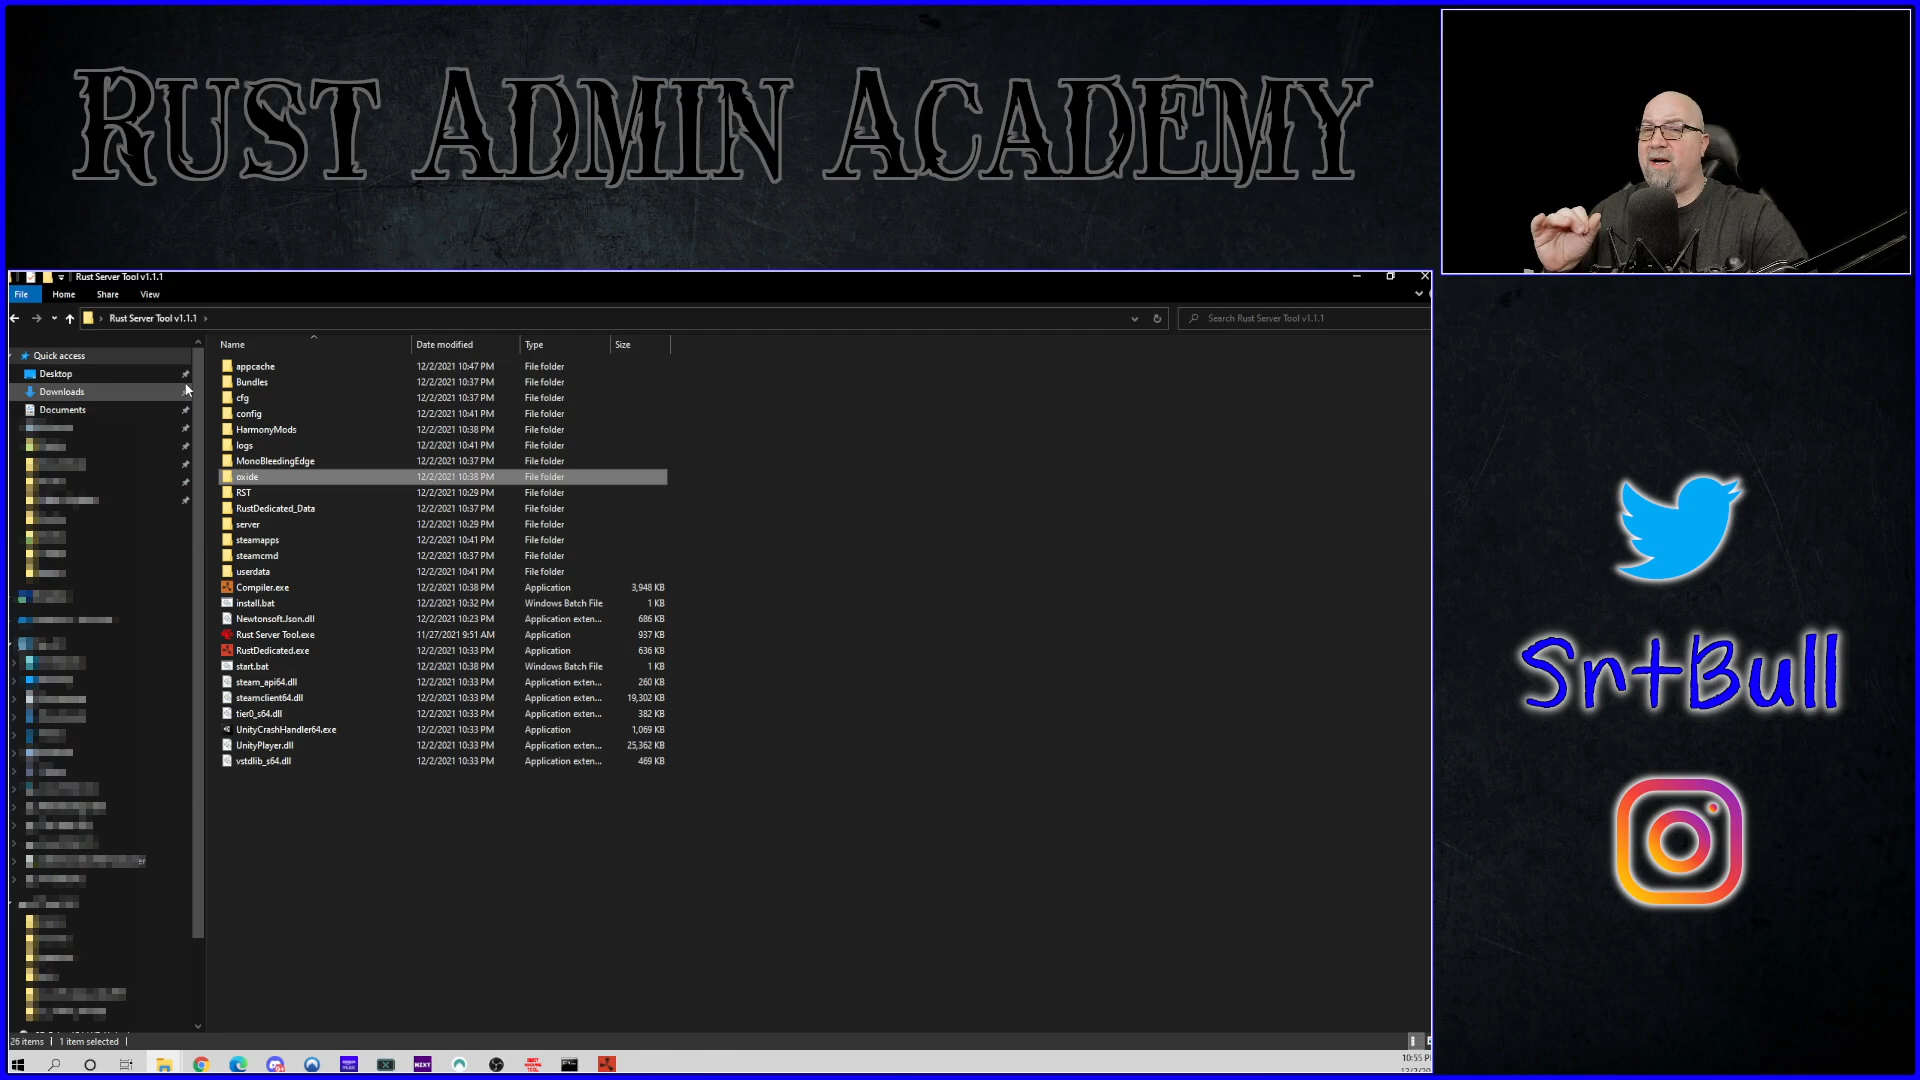 Rust Admin Academy
Rust Server Tool v1.1.1
File Home Share View
Rust Server Tool v1.1.1
Search Rust Server Tool v1.1.1
Name Date modified Type Size
Quick access
Desktop
Downloads
Documents
appcache 12/2/2021 10:47 PM File folder
Bundles 12/2/2021 10:37 PM File folder
cfg 12/2/2021 10:37 PM File folder
config 12/2/2021 10:41 PM File folder
HarmonyMods 12/2/2021 10:38 PM File folder
logs 12/2/2021 10:41 PM File folder
MonoBleedingEdge 12/2/2021 10:37 PM File folder
oxide 12/2/2021 10:38 PM File folder
RST 12/2/2021 10:29 PM File folder
RustDedicated_Data 12/2/2021 10:37 PM File folder
server 12/2/2021 10:29 PM File folder
steamapps 12/2/2021 10:41 PM File folder
steamcmd 12/2/2021 10:37 PM File folder
userdata 12/2/2021 10:41 PM File folder
Compiler.exe 12/2/2021 10:38 PM Application 3,948 KB
install.bat 12/2/2021 10:32 PM Windows Batch File 1 KB
Newtonsoft.Json.dll 12/2/2021 10:23 PM Application exten... 686 KB
Rust Server Tool.exe 11/27/2021 9:51 AM Application 937 KB
RustDedicated.exe 12/2/2021 10:33 PM Application 636 KB
start.bat 12/2/2021 10:38 PM Windows Batch File 1 KB
steam_api64.dll 12/2/2021 10:33 PM Application exten... 260 KB
steamclient64.dll 12/2/2021 10:33 PM Application exten... 19,302 KB
tier0_s64.dll 12/2/2021 10:33 PM Application exten... 382 KB
UnityCrashHandler64.exe 12/2/2021 10:33 PM Application 1,069 KB
UnityPlayer.dll 12/2/2021 10:33 PM Application exten... 25,362 KB
vstdlib_s64.dll 12/2/2021 10:33 PM Application exten... 469 KB
26 items 1 item selected
NZXT
10:55 P
SntBull